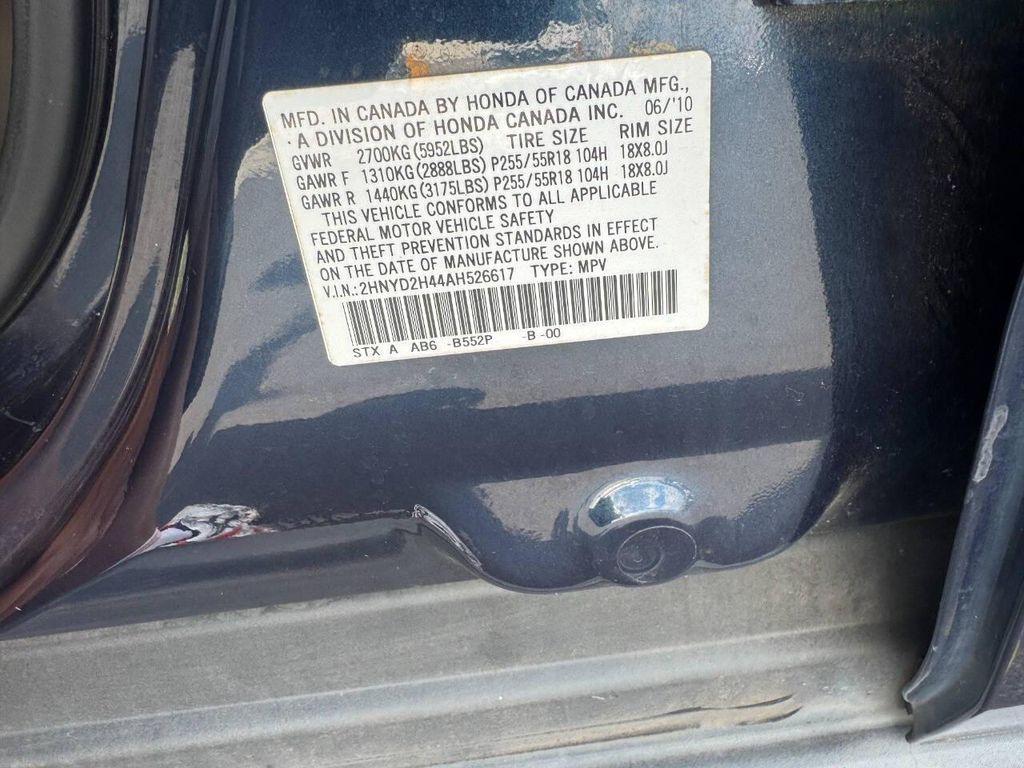 MFD. IN CANADA BY HONDA OF CANADA MFG.,
A DIVISION OF HONDA CANADA INC. 06/'10
GVWR 2700KG(5952LBS) TIRE SIZE RIM SIZE
GAWR F 1310KG(2888LBS) P255/55R18 104H 18X8.0J
GAWR R 1440KG(3175LBS) P255/55R18 104H 18X8.0J
THIS VEHICLE CONFORMS TO ALL APPLICABLE
FEDERAL MOTOR VEHICLE SAFETY
AND THEFT PREVENTION STANDARDS IN EFFECT
ON THE DATE OF MANUFACTURE SHOWN ABOVE.
V.I.N.:2HNYD2H44AH526617 TYPE: MPV
STX A AB6 -B552P -B-00